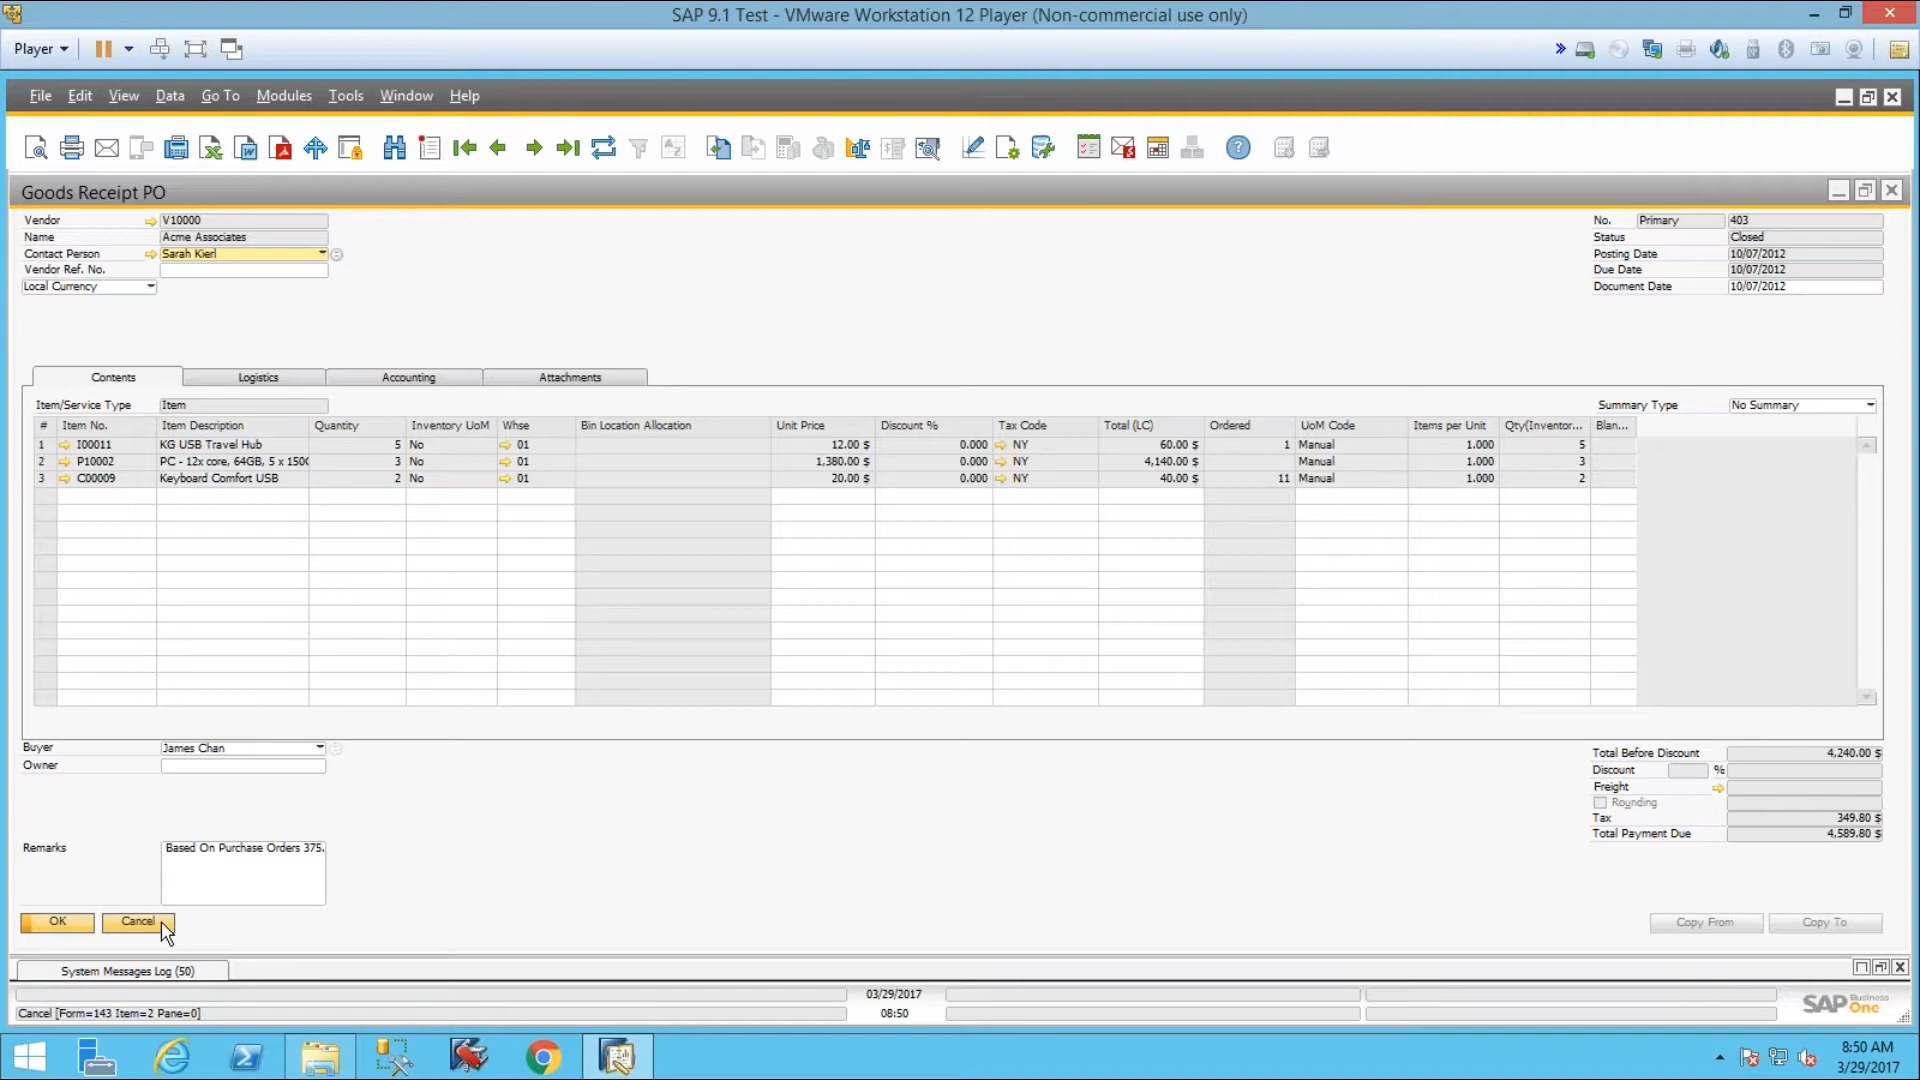 SAP 9.1 Test - VMware Workstation 12 Player (Non-commercial use only)
Player
File Edit View Data Go To Modules Tools Window Help
Goods Receipt PO
Vendor V10000 No. Primary 403
Name Acme Associates Status Closed
Contact Person Sarah Kierl Posting Date 10/07/2012
Vendor Ref. No. Due Date 10/07/2012
Local Currency Document Date 10/07/2012
Contents Logistics Accounting Attachments
Item/Service Type Item Summary Type No Summary
# Item No. Item Description Quantity Inventory UoM Whse Bin Location Allocation Unit Price Discount % Tax Code Total (LC) Ordered UoM Code Items per Unit Qty(Inventor... Blan...
1 I00011 KG USB Travel Hub 5 No 01 12.00 $ 0.000 NY 60.00 $ 1 Manual 1.000 5
2 P10002 PC - 12x core, 64GB, 5 x 150G 3 No 01 1,380.00 $ 0.000 NY 4,140.00 $ Manual 1.000 3
3 C00009 Keyboard Comfort USB 2 No 01 20.00 $ 0.000 NY 40.00 $ 11 Manual 1.000 2
Buyer James Chan Total Before Discount 4,240.00 $
Owner Discount %
Freight
Rounding
Tax 349.80 $
Total Payment Due 4,589.80 $
Remarks Based On Purchase Orders 375.
OK Cancel Copy From Copy To
System Messages Log (50)
03/29/2017
Cancel [Form=143 Item=2 Pane=0] 08:50
SAP Business One
8:50 AM
3/29/2017